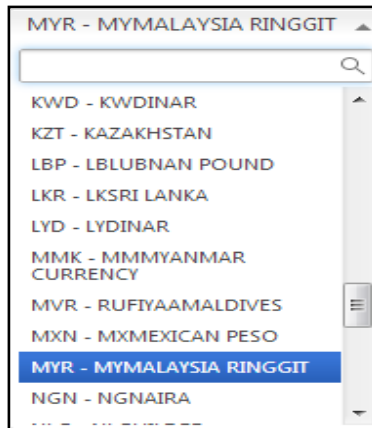 MYR - MYMALAYSIA RINGGIT
KWD - KWDINAR
KZT - KAZAKHSTAN
LBP - LBLUBNAN POUND
LKR - LKSRI LANKA
LYD - LYDINAR
MMK - MMMYANMAR
CURRENCY
MVR - RUFIYAAMALDIVES
MXN - MXMEXICAN PESO
MYR - MYMALAYSIA RINGGIT
NGN - NGNAIRA